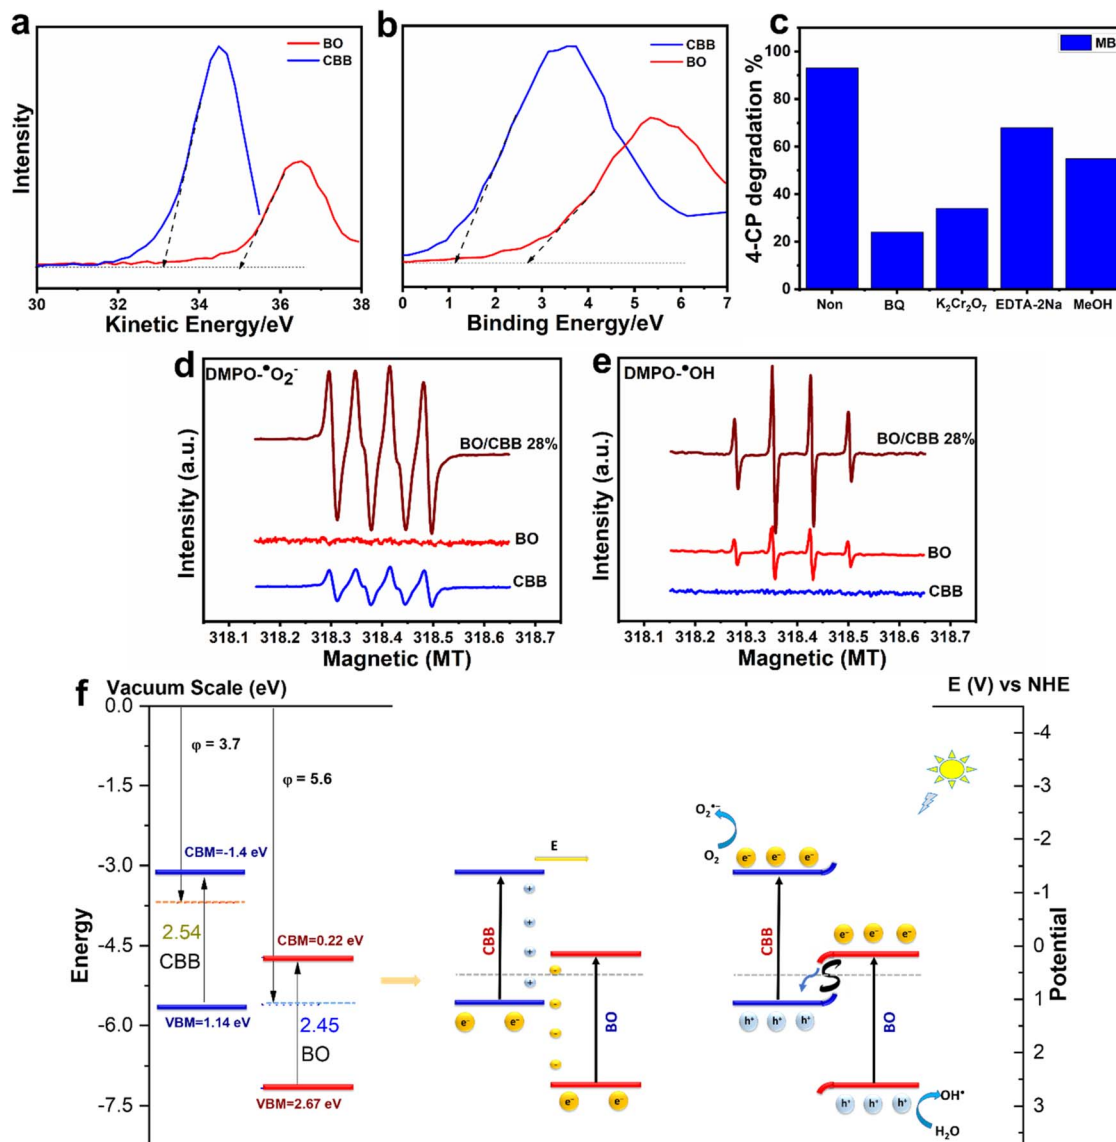 a
BO
CBB
Intensity
30 32 34 36 38
Kinetic Energy/eV
b
CBB
BO
0 1 2 3 4 5 6 7
Binding Energy/eV
c
MB
100
80
60
40
20
0
4-CP degradation %
Non BQ K₂Cr₂O₇ EDTA-2Na MeOH
d
DMPO-•O₂⁻
BO/CBB 28%
BO
CBB
Intensity (a.u.)
318.1 318.2 318.3 318.4 318.5 318.6 318.7
Magnetic (MT)
e
DMPO-•OH
BO/CBB 28%
BO
CBB
Intensity (a.u.)
318.1 318.2 318.3 318.4 318.5 318.6 318.7
Magnetic (MT)
f
Vacuum Scale (eV)
E (V) vs NHE
0.0
-1.5
-3.0
-4.5
-6.0
-7.5
Energy
φ = 3.7
φ = 5.6
CBM=-1.4 eV
2.54
CBB
VBM=1.14 eV
CBM=0.22 eV
2.45
BO
VBM=2.67 eV
E
CBB
+
+
+
+
-
-
-
-
BO
e⁻ e⁻
e⁻ e⁻
O₂•⁻
O₂
e⁻ e⁻ e⁻
CBB
h⁺ h⁺ h⁺
e⁻ e⁻ e⁻
BO
h⁺ h⁺ h⁺
OH•
H₂O
-4
-3
-2
-1
0
1
2
3
Potential